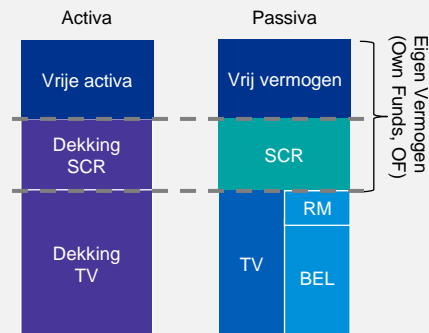 Activa
Passiva
Vrije activa
Vrij vermogen
Eigen Vermogen
(Own Funds, OF)
Dekking
SCR
SCR
Dekking
TV
TV
RM
BEL